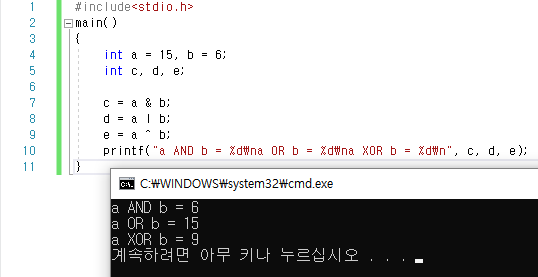 1 #include<stdio.h>
2 main()
3 {
4 int a = 15, b = 6;
5 int c, d, e;
6
7 c = a & b;
8 d = a | b;
9 e = a ^ b;
10 printf("a AND b = %d₩na OR b = %d₩na XOR b = %d₩n", c, d, e);
11 }
C:₩WINDOWS₩system32₩cmd.exe
a AND b = 6
a OR b = 15
a XOR b = 9
계속하려면 아무 키나 누르십시오 . . .